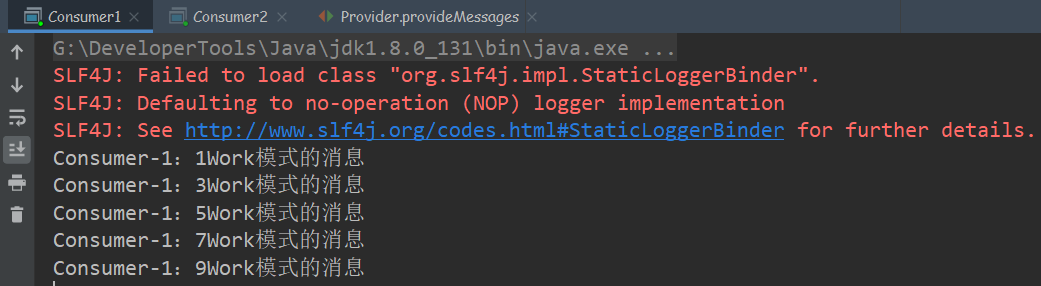 Consumer1 Consumer2 Provider.provideMessages
G:\DeveloperTools\Java\jdk1.8.0_131\bin\java.exe ...
SLF4J: Failed to load class "org.slf4j.impl.StaticLoggerBinder".
SLF4J: Defaulting to no-operation (NOP) logger implementation
SLF4J: See http://www.slf4j.org/codes.html#StaticLoggerBinder for further details.
Consumer-1：1Work模式的消息
Consumer-1：3Work模式的消息
Consumer-1：5Work模式的消息
Consumer-1：7Work模式的消息
Consumer-1：9Work模式的消息